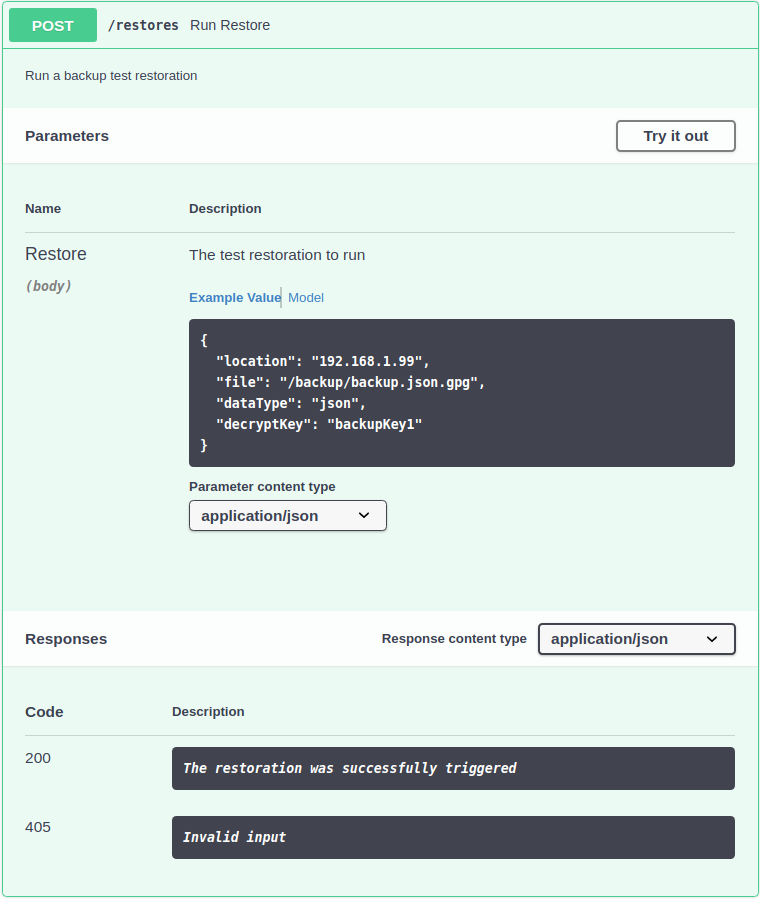 POST /restores Run Restore
Run a backup test restoration
Parameters Try it out
Name Description
Restore The test restoration to run
(body)
Example Value Model
{
"location": "192.168.1.99",
"file": "/backup/backup.json.gpg",
"dataType": "json",
"decryptKey": "backupKey1"
}
Parameter content type
application/json
Responses Response content type application/json
Code Description
200 The restoration was successfully triggered
405 Invalid input